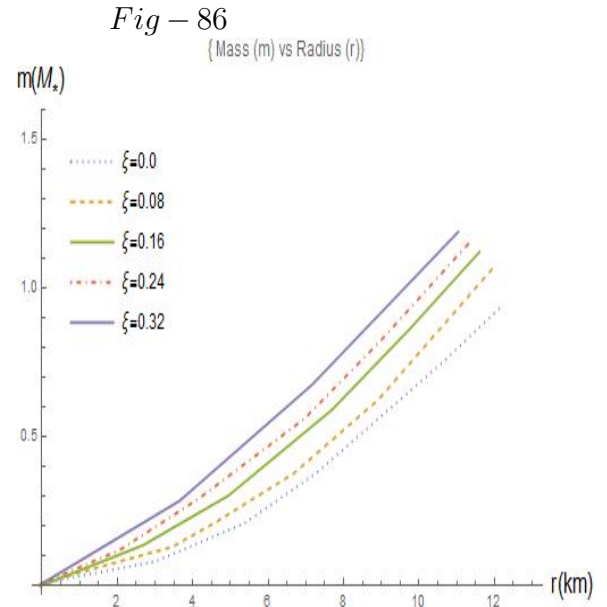 Fig – 86
{ Mass (m) vs Radius (r)}
m(M*)
1.5
ξ=0.0
ξ=0.08
ξ=0.16
ξ=0.24
ξ=0.32
1.0
0.5
2 4 6 8 10 12
r(km)